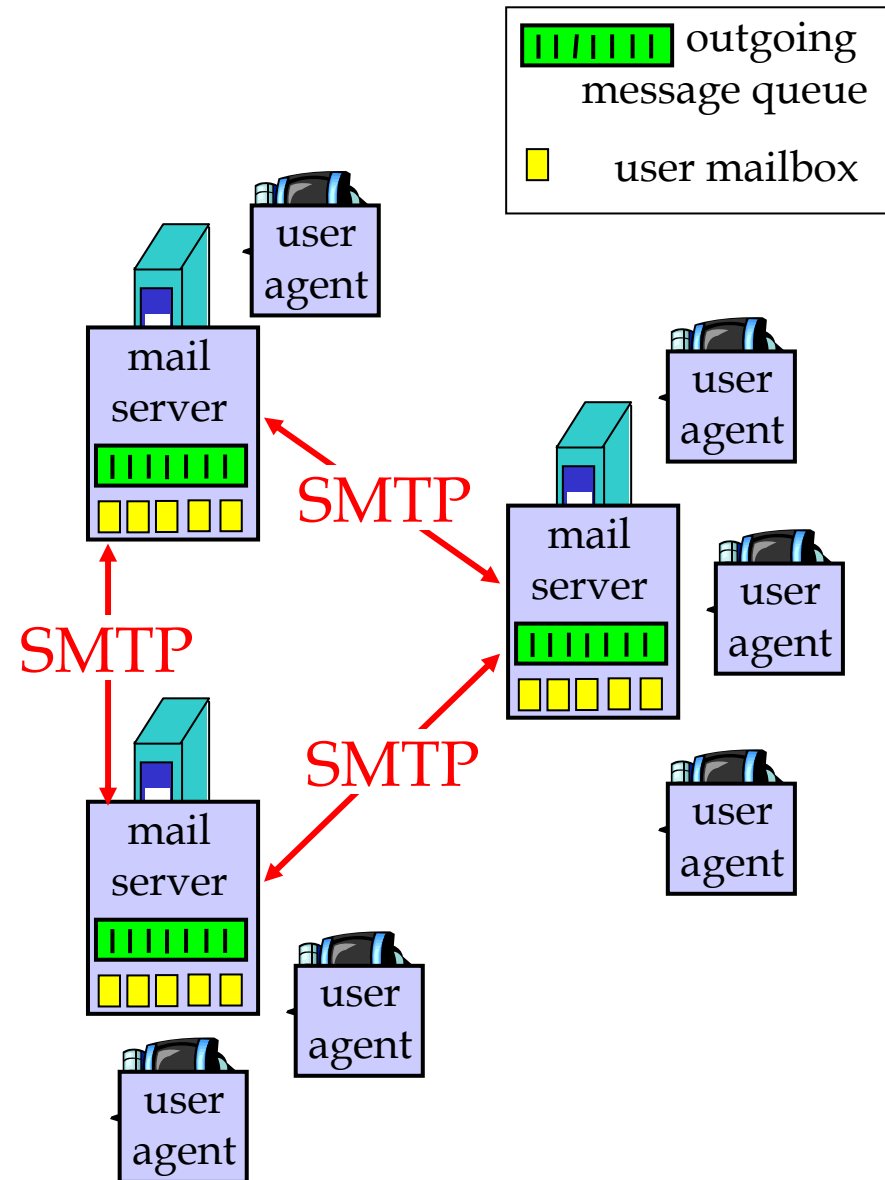 outgoing
message queue
user mailbox
user
agent
mail
server
user
agent
SMTP
mail
server
user
agent
SMTP
SMTP
mail
server
user
agent
user
agent
user
agent